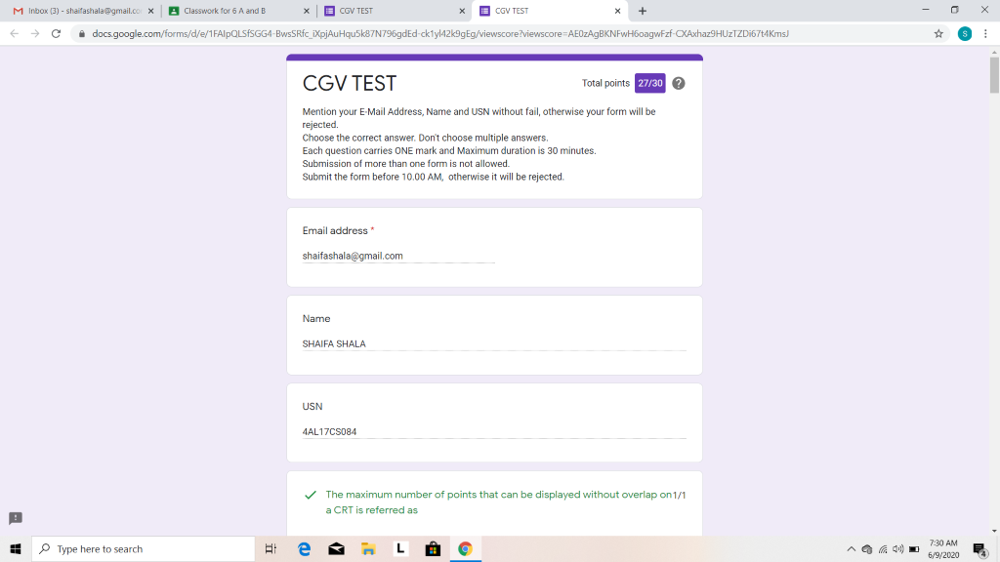 Inbox (3) - shaifashala@gmail.co
Classwork for 6 A and B
CGV TEST
CGV TEST
docs.google.com/forms/d/e/1FAIpQLSfSGG4-BwsSRfc_iXpjAuHqu5k87N796gdEd-ck1yl42k9gEg/viewscore?viewscore=AE0zAgBKNFwH6oagwFzf-CXAxhaz9HUzTZDi67t4KmsJ
S
CGV TEST
Total points 27/30
Mention your E-Mail Address, Name and USN without fail, otherwise your form will be
rejected.
Choose the correct answer. Don't choose multiple answers.
Each question carries ONE mark and Maximum duration is 30 minutes.
Submission of more than one form is not allowed.
Submit the form before 10.00 AM, otherwise it will be rejected.
Email address *
shaifashala@gmail.com
Name
SHAIFA SHALA
USN
4AL17CS084
The maximum number of points that can be displayed without overlap on 1/1
a CRT is referred as
Type here to search
L
7:30 AM
6/9/2020
4